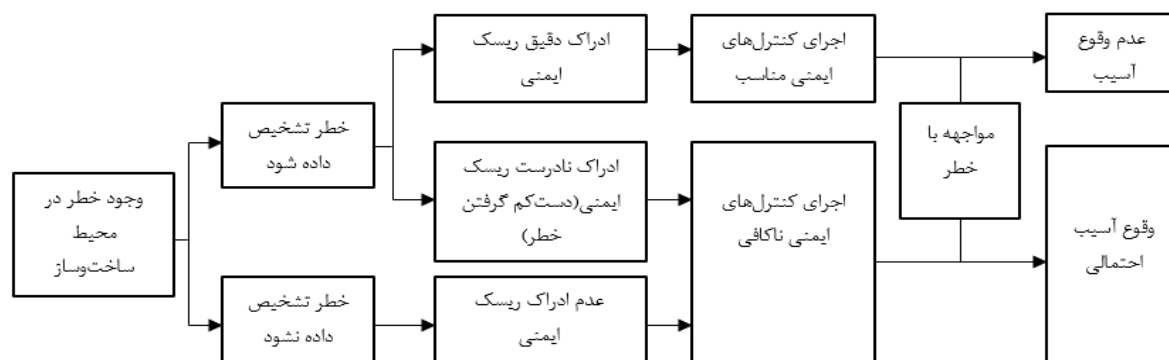 وجود خطر در
محیط
ساخت‌وساز
خطر تشخیص
داده شود
خطر تشخیص
داده نشود
ادراک دقیق ریسک
ایمنی
ادراک نادرست ریسک
ایمنی(دست‌کم گرفتن
خطر)
عدم ادراک ریسک
ایمنی
اجرای کنترل‌های
ایمنی مناسب
اجرای کنترل‌های
ایمنی ناکافی
مواجهه با
خطر
عدم وقوع
آسیب
وقوع آسیب
احتمالی